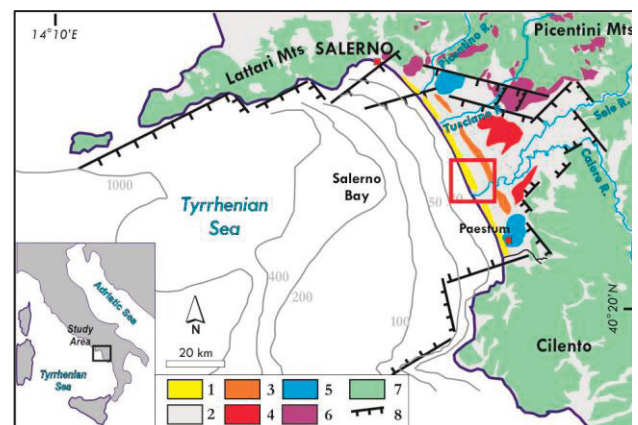 14°10'E
Lattari Mts
SALERNO
Picentino R.
Picentini Mts
Tusciano R.
Sele R.
Calore R.
1000
Salerno
Bay
50
Tyrrhenian
Sea
Paestum
400
200
100
40°20'N
Adriatic Sea
Study
Area
N
20 km
Cilento
Tyrrhenian
Sea
1
3
5
7
2
4
6
8